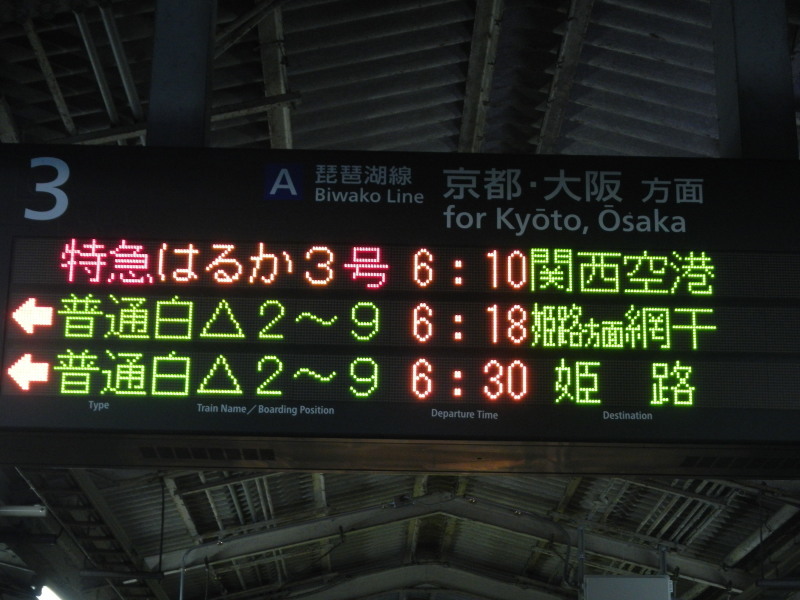 3
A 琵琶湖線 京都・大阪 方面
Biwako Line for Kyōto, Ōsaka
特急はるか3号 6:10 関西空港
← 普通白△2〜9 6:18 姫路方面網干
← 普通白△2〜9 6:30 姫 路
Type Train Name／Boarding Position Departure Time Destination